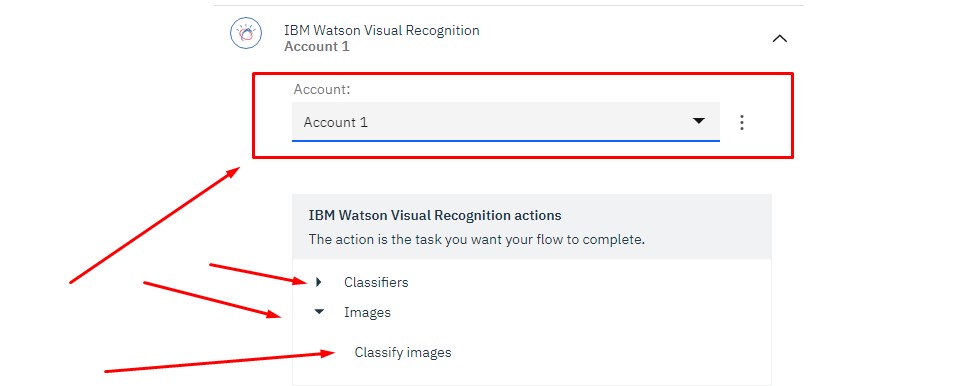 IBM Watson Visual Recognition
Account 1
Account:
Account 1
IBM Watson Visual Recognition actions
The action is the task you want your flow to complete.
Classifiers
Images
Classify images